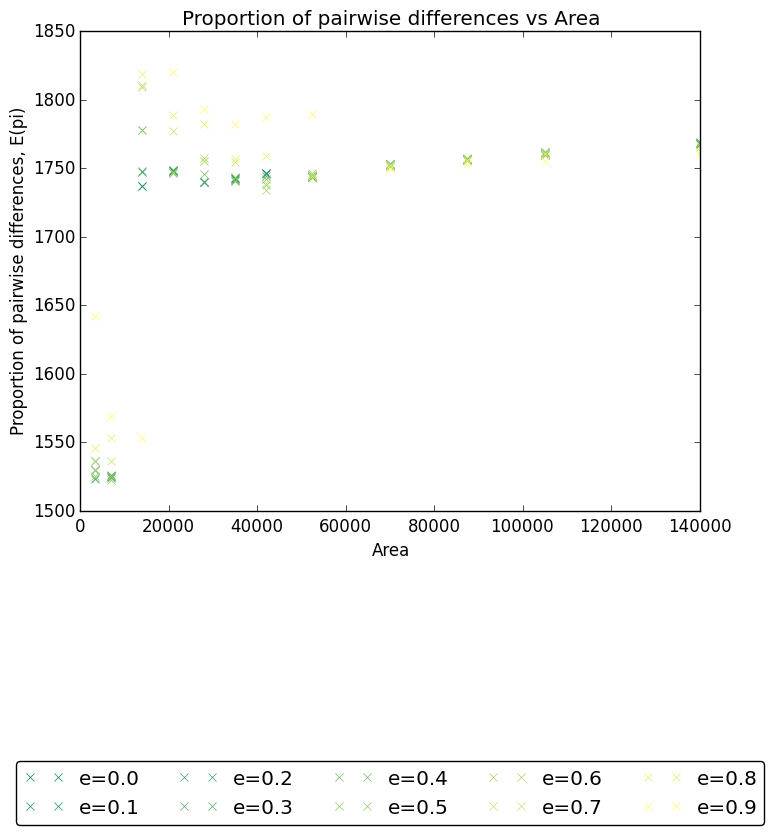 Proportion of pairwise differences vs Area
1850
1800
1750
1700
1650
1600
1550
1500
Proportion of pairwise differences, E(pi)
0 20000 40000 60000 80000 100000 120000 140000
Area
e=0.0 e=0.2 e=0.4 e=0.6 e=0.8
e=0.1 e=0.3 e=0.5 e=0.7 e=0.9